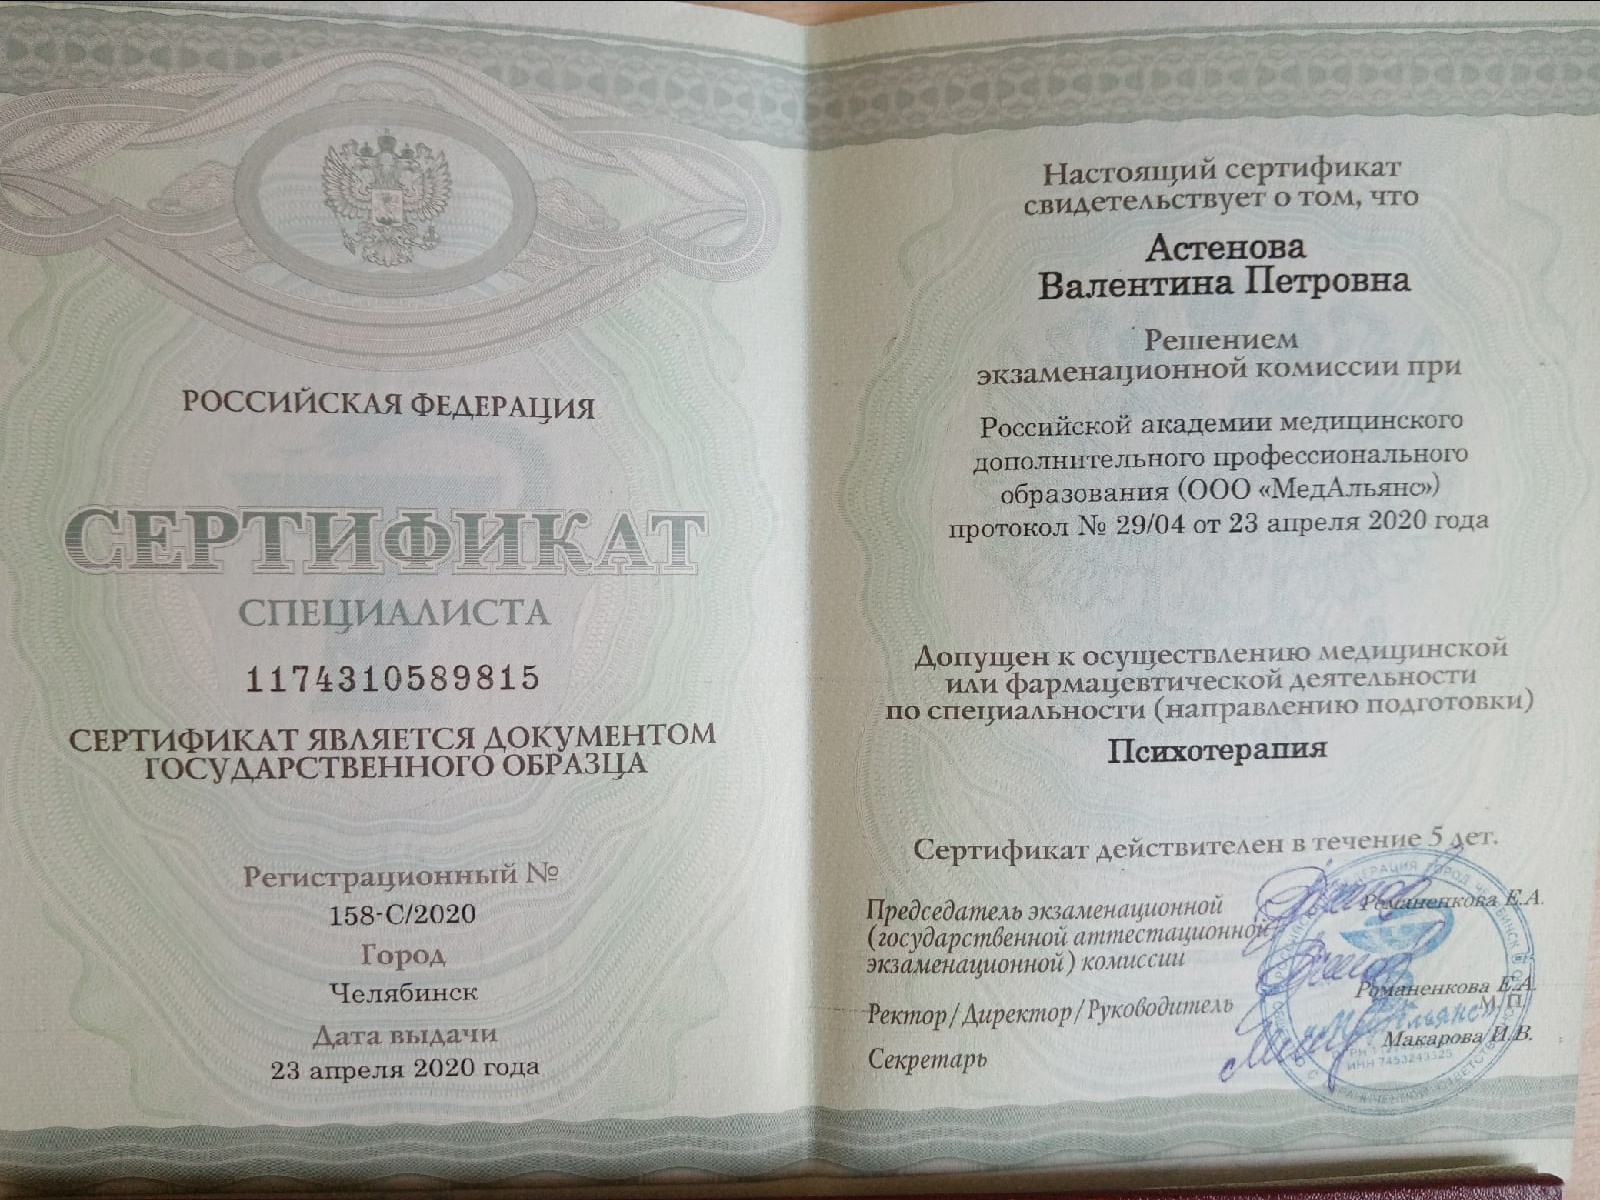 РОССИЙСКАЯ ФЕДЕРАЦИЯ
СЕРТИФИКАТ
СПЕЦИАЛИСТА
1174310589815
СЕРТИФИКАТ ЯВЛЯЕТСЯ ДОКУМЕНТОМ
ГОСУДАРСТВЕННОГО ОБРАЗЦА
Регистрационный №
158-С/2020
Город
Челябинск
Дата выдачи
23 апреля 2020 года
Настоящий сертификат
свидетельствует о том, что
Астенова
Валентина Петровна
Решением
экзаменационной комиссии при
Российской академии медицинского
дополнительного профессионального
образования (ООО «МедАльянс»)
протокол № 29/04 от 23 апреля 2020 года
Допущен к осуществлению медицинской
или фармацевтической деятельности
по специальности (направлению подготовки)
Психотерапия
Сертификат действителен в течение 5 лет.
Председатель экзаменационной
(государственной аттестационной
экзаменационной) комиссии
Романенкова Е.А.
Ректор/Директор/Руководитель
Романенкова Е.А.
М.П.
Секретарь
Макарова И.В.